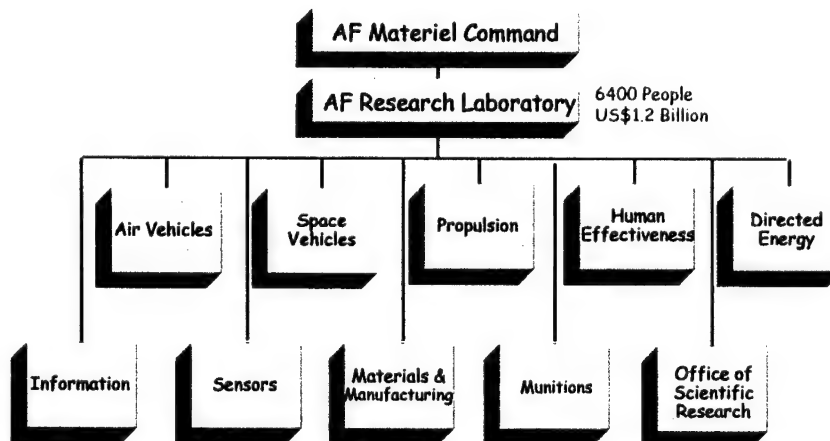 AF Materiel Command
AF Research Laboratory
6400 People
US$1.2 Billion
Air Vehicles
Space
Vehicles
Propulsion
Human
Effectiveness
Directed
Energy
Information
Sensors
Materials &
Manufacturing
Munitions
Office of
Scientific
Research